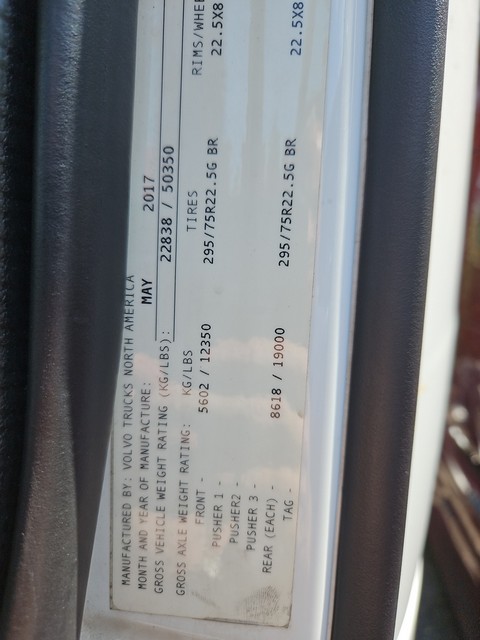 MANUFACTURED BY: VOLVO TRUCKS NORTH AMERICA
MONTH AND YEAR OF MANUFACTURE: MAY 2017
GROSS VEHICLE WEIGHT RATING (KG/LBS): 22838 / 50350
GROSS AXLE WEIGHT RATING: KG/LBS TIRES RIMS/WHE
FRONT - 5602 / 12350 295/75R22.5G BR 22.5X8
PUSHER 1 -
PUSHER2 -
PUSHER 3 -
REAR (EACH) - 8618 / 19000 295/75R22.5G BR 22.5X8
TAG -